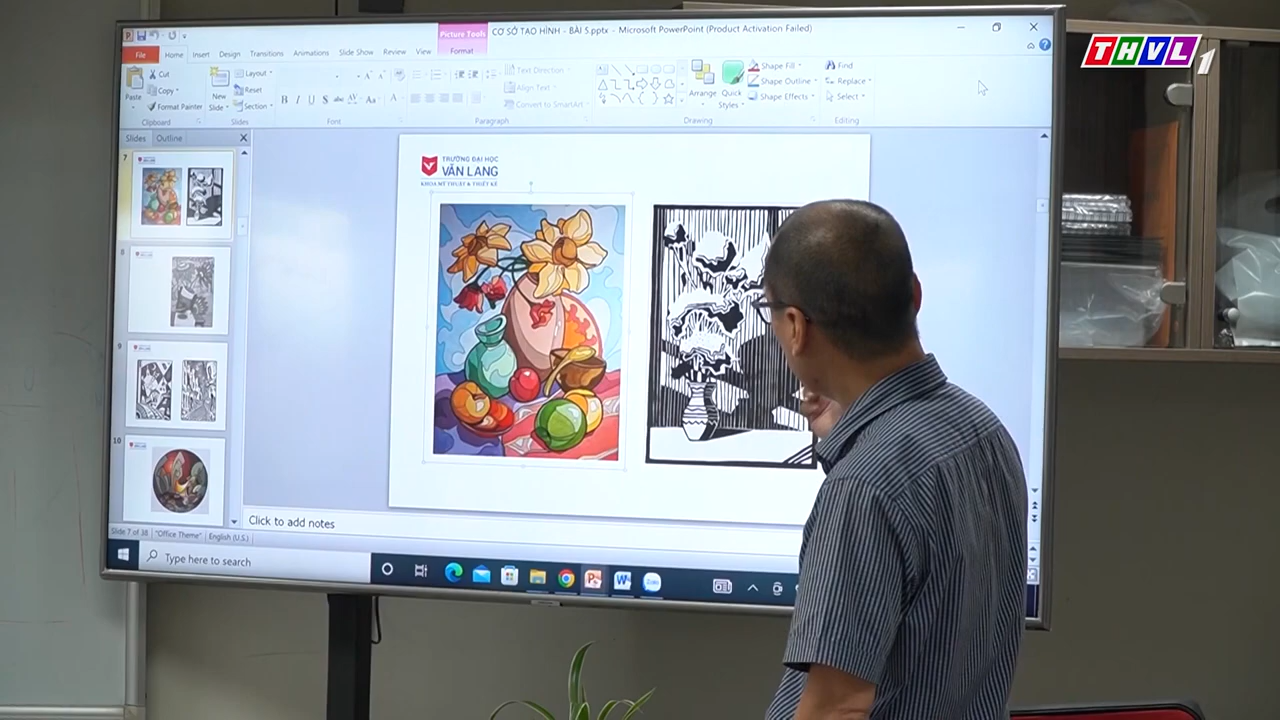 CƠ SỞ TẠO HÌNH - BÀI 5.pptx - Microsoft PowerPoint (Product Activation Failed)
Picture Tools
File Home Insert Design Transitions Animations Slide Show Review View Format
Paste
Cut
Copy
Format Painter
Clipboard
New
Slide
Layout
Reset
Section
Slides
Font
Text Direction
Align Text
Convert to SmartArt
Paragraph
Arrange
Quick
Styles
Shape Fill
Shape Outline
Shape Effects
Drawing
Find
Replace
Select
Editing
THVL1
Slides Outline
7
8
9
10
TRƯỜNG ĐẠI HỌC
VĂN LANG
KHOA MỸ THUẬT & THIẾT KẾ
Click to add notes
Slide 7 of 38 "Office Theme" English (U.S.)
Type here to search